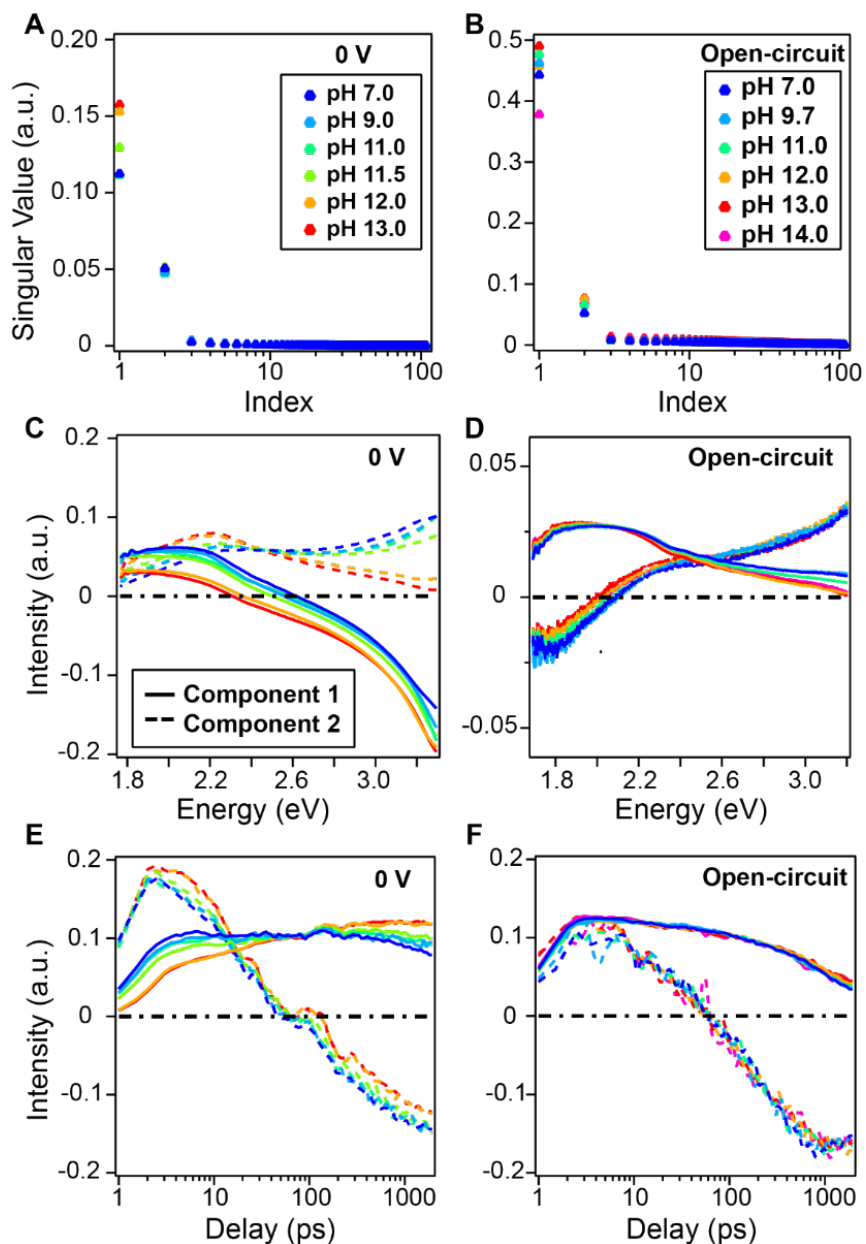 A
0 V
Singular Value (a.u.)
0.20
0.15
0.10
0.05
0
pH 7.0
pH 9.0
pH 11.0
pH 11.5
pH 12.0
pH 13.0
1
10
100
Index
B
Open-circuit
0.5
0.4
0.3
0.2
0.1
0
pH 7.0
pH 9.7
pH 11.0
pH 12.0
pH 13.0
pH 14.0
1
10
100
Index
C
0 V
Intensity (a.u.)
0.2
0.1
0
-0.1
-0.2
Component 1
Component 2
1.8
2.2
2.6
3.0
Energy (eV)
D
Open-circuit
0.05
0
-0.05
1.8
2.2
2.6
3.0
Energy (eV)
E
0 V
Intensity (a.u.)
0.2
0.1
0
-0.1
-0.2
1
10
100
1000
Delay (ps)
F
Open-circuit
0.2
0.1
0
-0.1
-0.2
1
10
100
1000
Delay (ps)